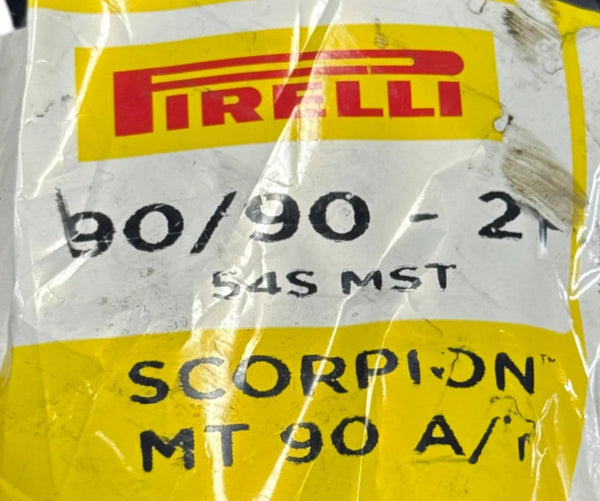 PIRELLI
90/90 - 21
54S MST
SCORPION™
MT 90 A/T